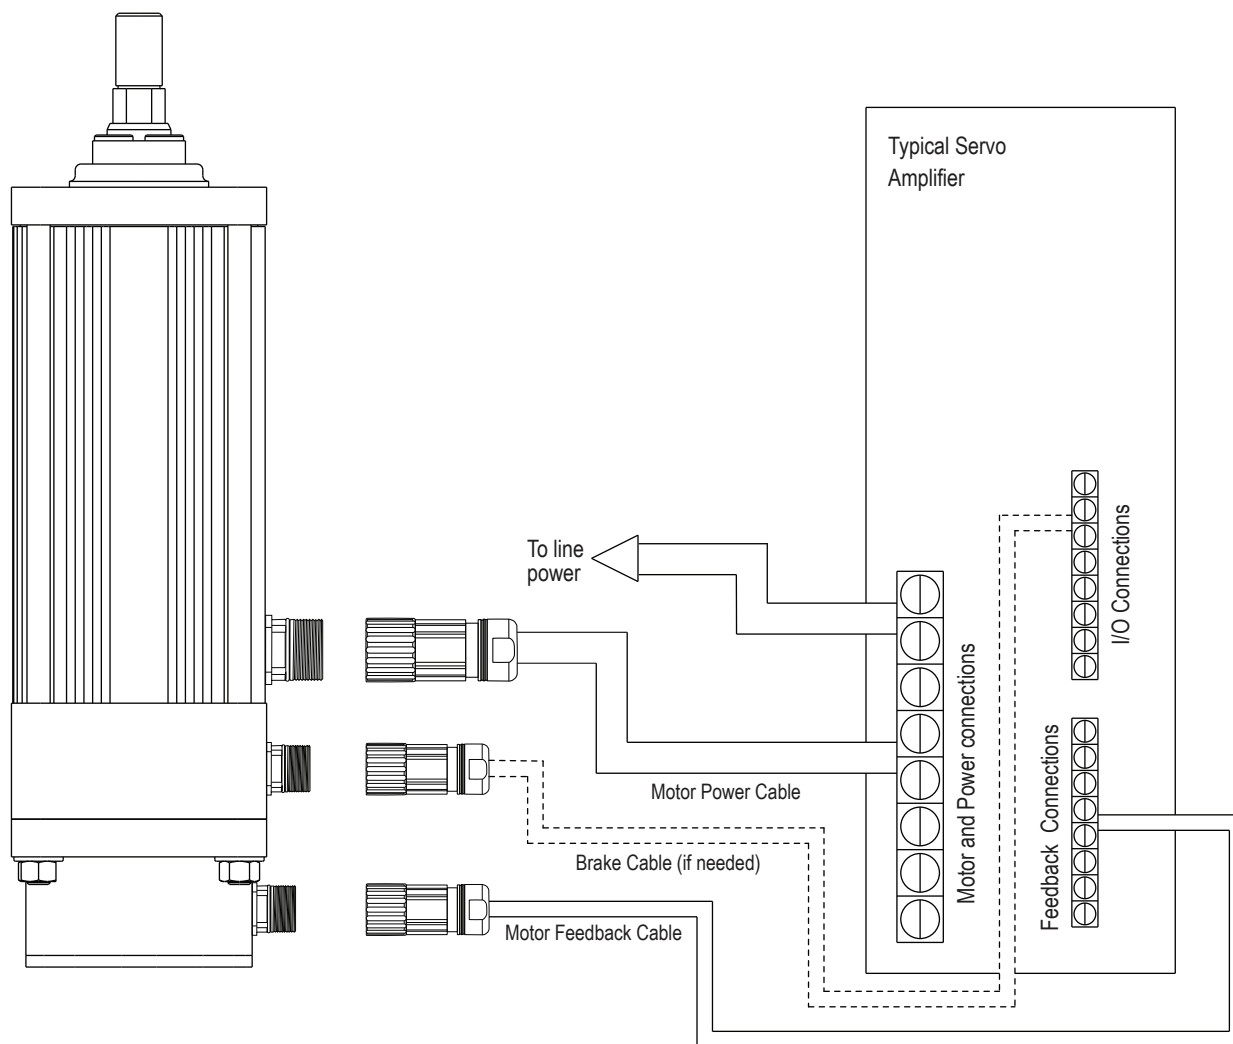 Typical Servo
Amplifier
To line
power
I/O Connections
Motor and Power connections
Feedback Connections
Motor Power Cable
Brake Cable (if needed)
Motor Feedback Cable